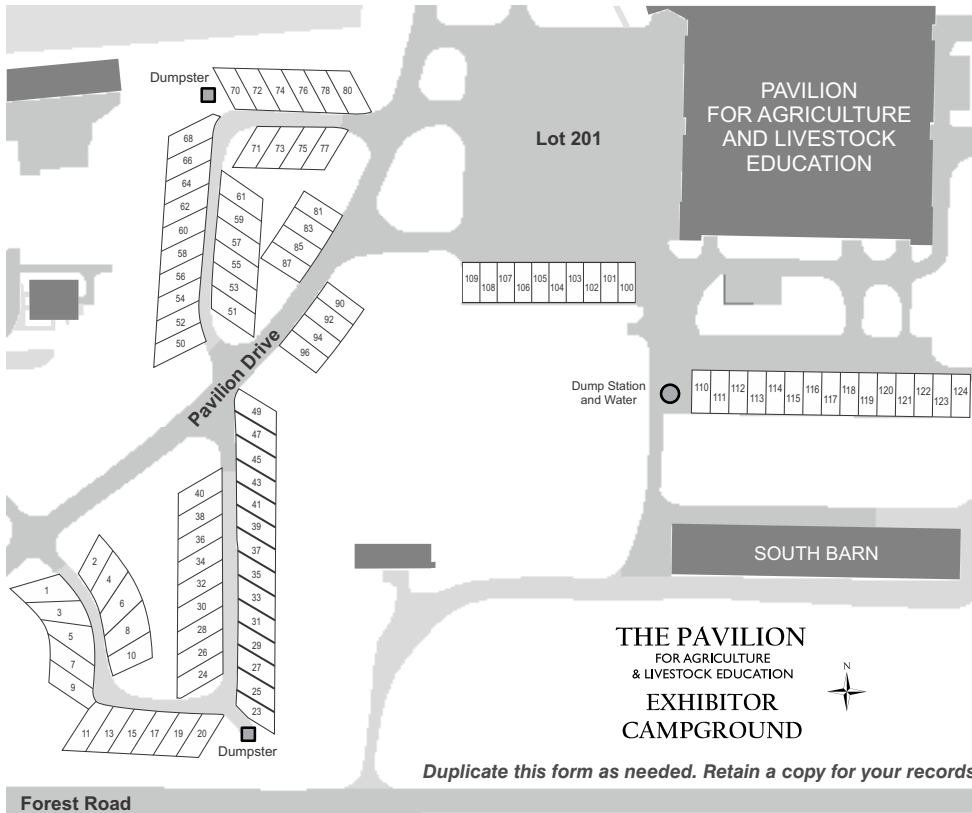 Dumpster
70 72 74 76 78 80
PAVILION
FOR AGRICULTURE
AND LIVESTOCK
EDUCATION
Lot 201
71 73 75 77
68
66
64
62
60
58
56
54
52
50
61
59
57
55
53
51
81
83
85
87
90
92
94
96
109 108 107 106 105 104 103 102 101 100
Pavilion Drive
Dump Station
and Water
110 111 112 113 114 115 116 117 118 119 120 121 122 123 124
49
47
45
43
41
39
37
35
33
31
29
27
25
23
40
38
36
34
32
30
28
26
24
2
4
6
8
10
1
3
5
7
9
11 13 15 17 19 20
Dumpster
SOUTH BARN
THE PAVILION
FOR AGRICULTURE
& LIVESTOCK EDUCATION
EXHIBITOR
CAMPGROUND
N
Duplicate this form as needed. Retain a copy for your records
Forest Road